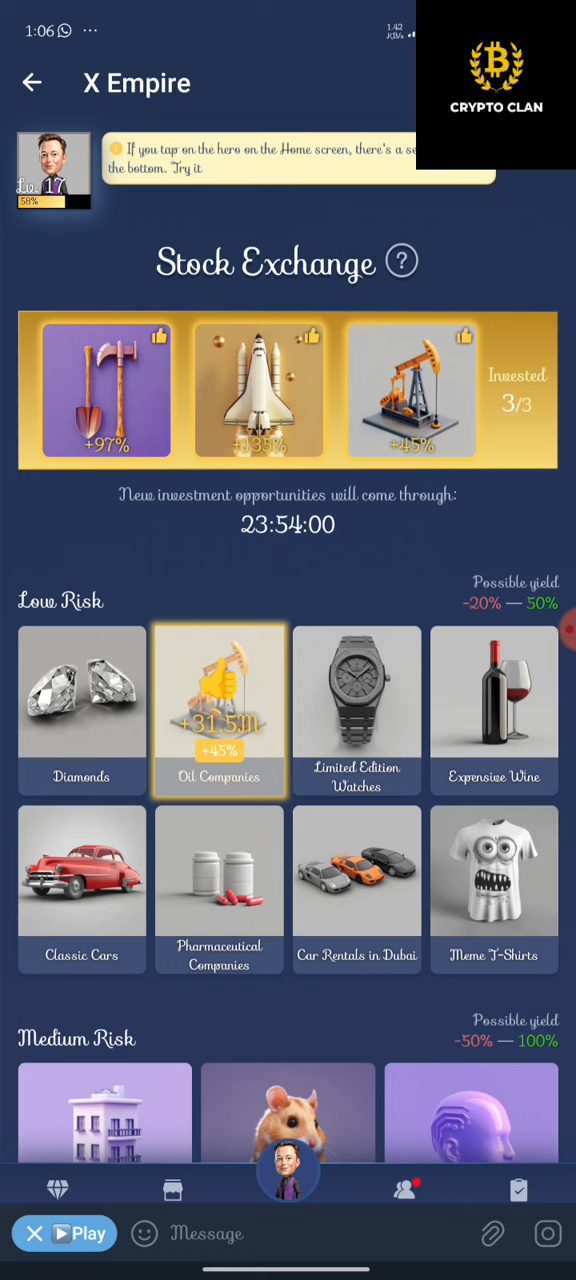 1:06
1.42
KB/s
CRYPTO CLAN
X Empire
If you tap on the hero on the Home screen, there's a
the bottom. Try it
Lv. 17
58%
Stock Exchange ?
+97%
+135%
+45%
Invested
3/3
New investment opportunities will come through:
23:54:00
Possible yield
Low Risk
-20% — 50%
+31.5M
+45%
Diamonds
Oil Companies
Limited Edition
Watches
Expensive Wine
Classic Cars
Pharmaceutical
Companies
Car Rentals in Dubai
Meme T-Shirts
Possible yield
Medium Risk
-50% — 100%
Play
Message